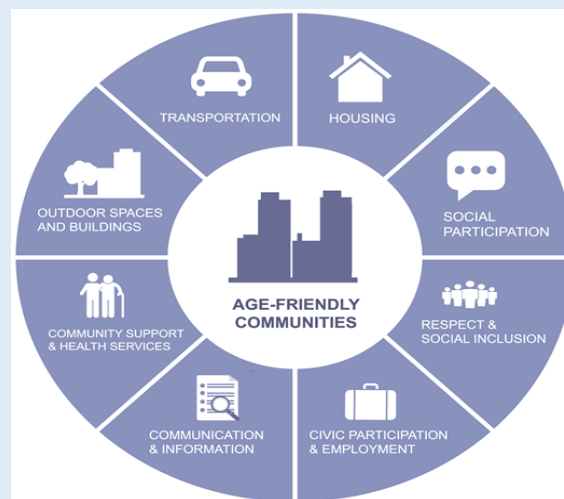 TRANSPORTATION
HOUSING
OUTDOOR SPACES
AND BUILDINGS
SOCIAL
PARTICIPATION
AGE-FRIENDLY
COMMUNITIES
COMMUNITY SUPPORT
& HEALTH SERVICES
RESPECT &
SOCIAL INCLUSION
COMMUNICATION
& INFORMATION
CIVIC PARTICIPATION
& EMPLOYMENT